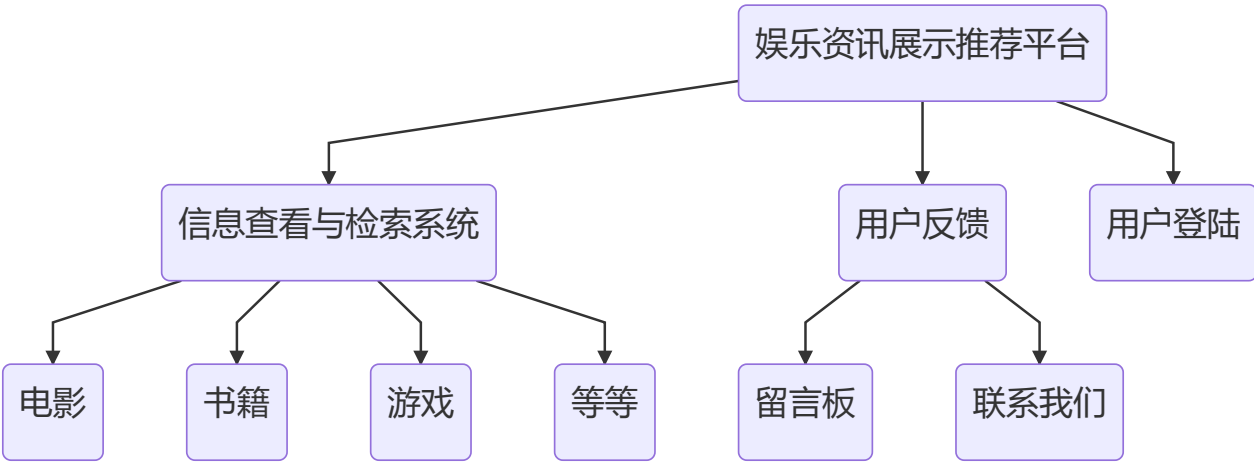 娱乐资讯展示推荐平台
信息查看与检索系统
用户反馈
用户登陆
电影
书籍
游戏
等等
留言板
联系我们